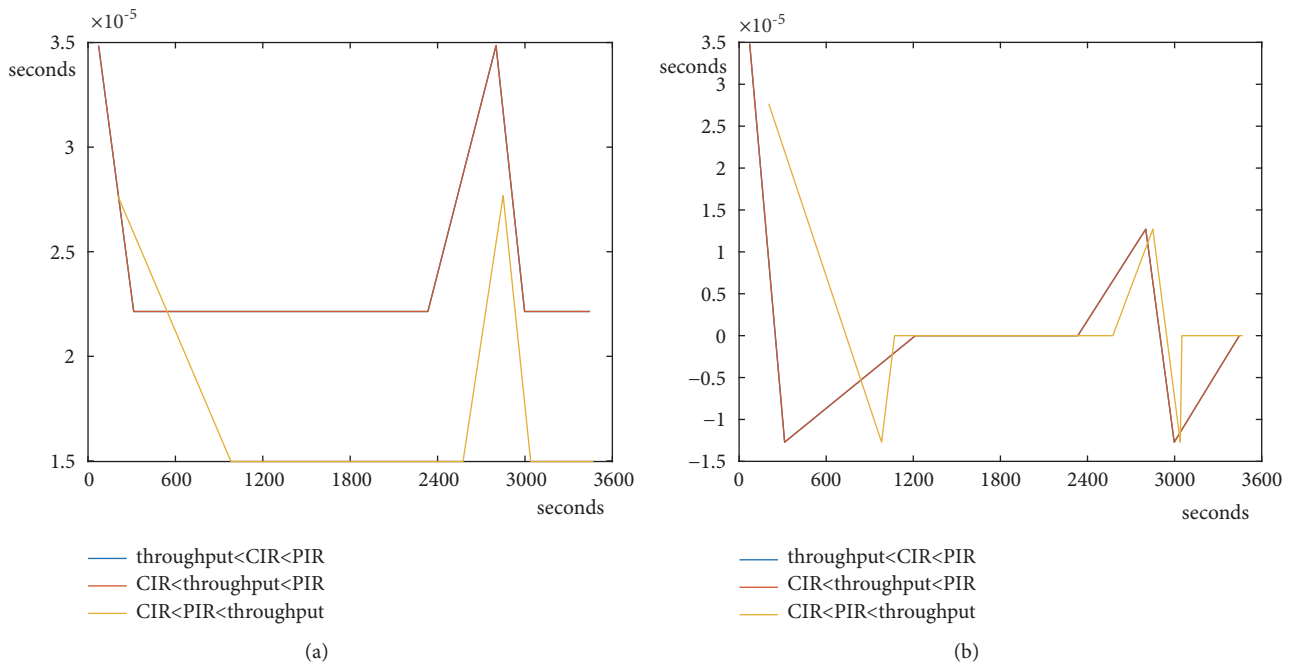 ×10-5
3.5
seconds
3
2.5
2
1.5
0 600 1200 1800 2400 3000 3600
seconds
throughput<CIR<PIR
CIR<throughput<PIR
CIR<PIR<throughput
(a)
×10-5
3.5
seconds
3
2.5
2
1.5
1
0.5
0
−0.5
−1
−1.5
0 600 1200 1800 2400 3000 3600
seconds
throughput<CIR<PIR
CIR<throughput<PIR
CIR<PIR<throughput
(b)